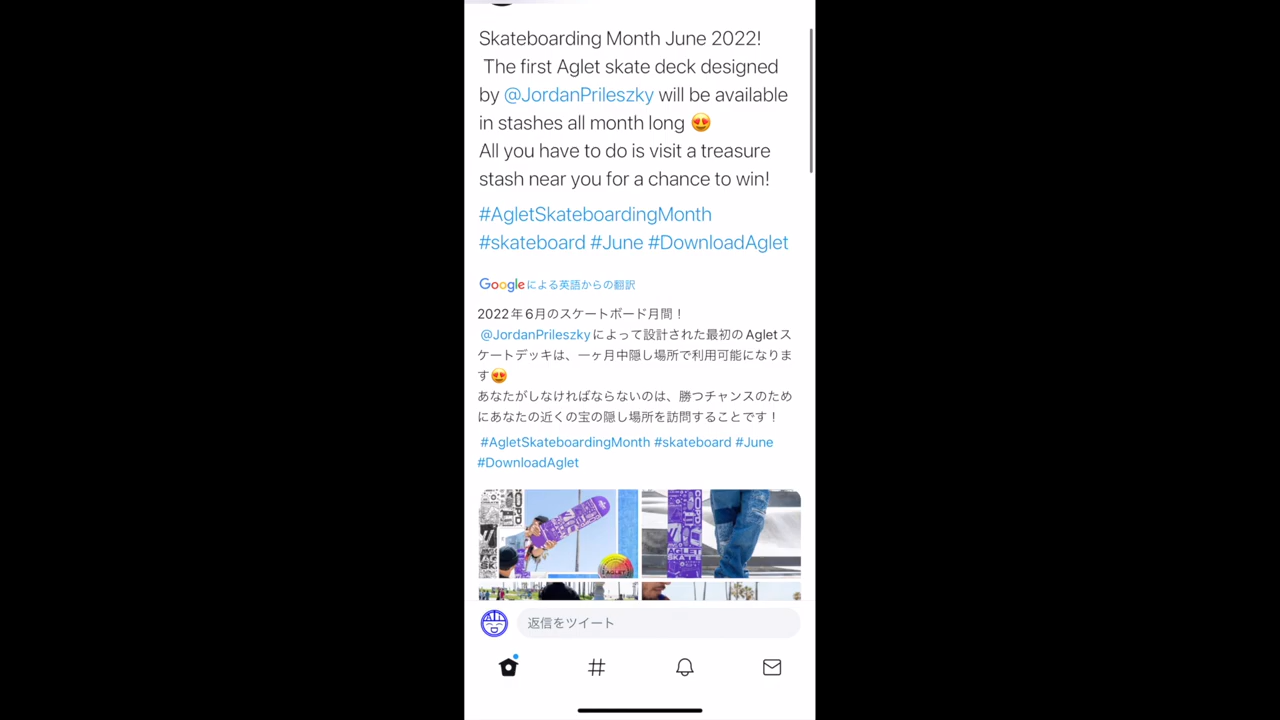 Skateboarding Month June 2022!
The first Aglet skate deck designed
by @JordanPrileszky will be available
in stashes all month long 😍
All you have to do is visit a treasure
stash near you for a chance to win!
#AgletSkateboardingMonth
#skateboard #June #DownloadAglet
Googleによる英語からの翻訳
2022年6月のスケートボード月間！
@JordanPrileszkyによって設計された最初のAgletス
ケートデッキは、一ヶ月中隠し場所で利用可能になりま
す😍
あなたがしなければならないのは、勝つチャンスのため
にあなたの近くの宝の隠し場所を訪問することです！
#AgletSkateboardingMonth #skateboard #June
#DownloadAglet
AGLET
AGLET
SKATE
返信をツイート